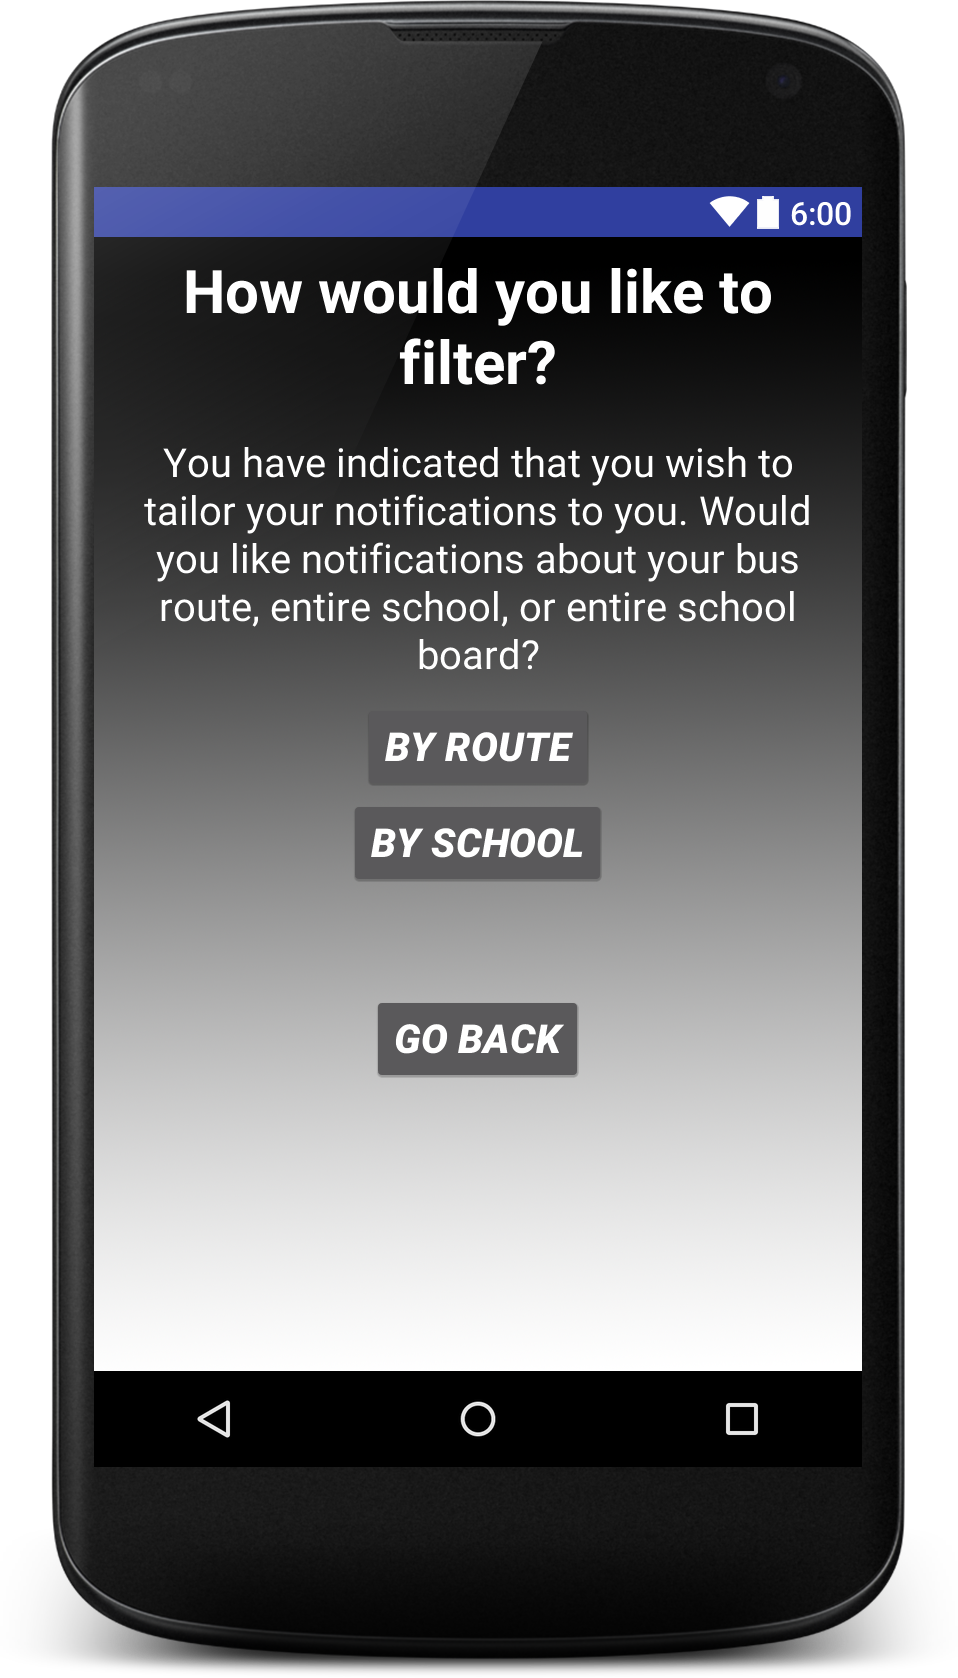 6:00
How would you like to
filter?
You have indicated that you wish to
tailor your notifications to you. Would
you like notifications about your bus
route, entire school, or entire school
board?
BY ROUTE
BY SCHOOL
GO BACK